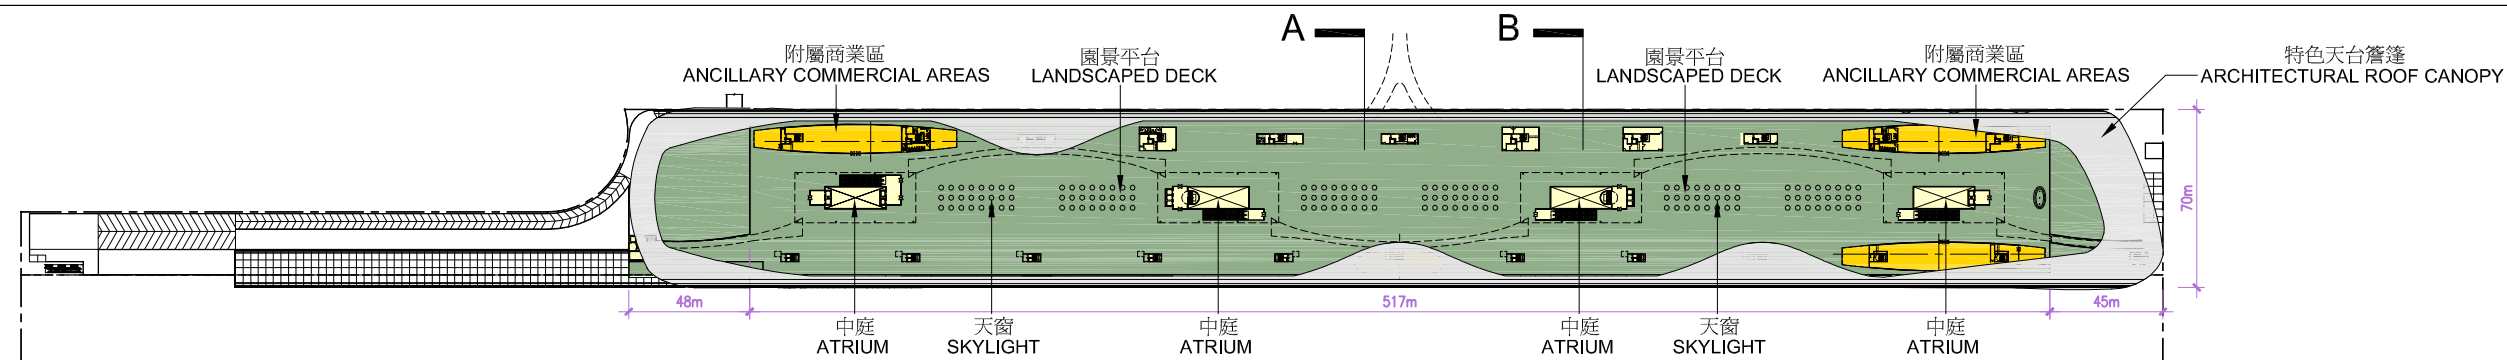 A
B
附屬商業區
ANCILLARY COMMERCIAL AREAS
園景平台
LANDSCAPED DECK
園景平台
LANDSCAPED DECK
附屬商業區
ANCILLARY COMMERCIAL AREAS
特色天台簷篷
ARCHITECTURAL ROOF CANOPY
70m
48m
517m
45m
中庭
ATRIUM
天窗
SKYLIGHT
中庭
ATRIUM
中庭
ATRIUM
天窗
SKYLIGHT
中庭
ATRIUM